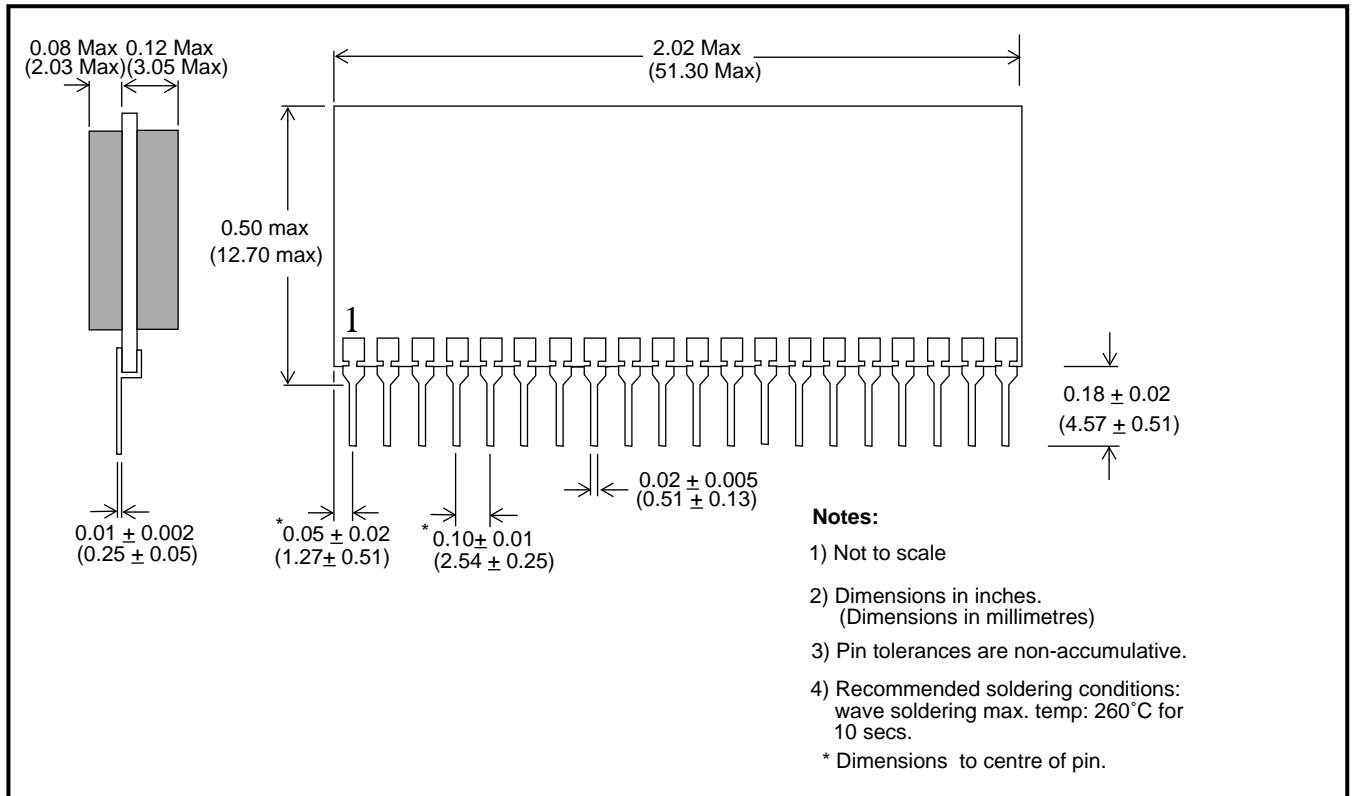 0.08 Max 0.12 Max
(2.03 Max)(3.05 Max)
2.02 Max
(51.30 Max)
0.50 max
(12.70 max)
1
0.18 ± 0.02
(4.57 ± 0.51)
0.02 ± 0.005
(0.51 ± 0.13)
0.01 ± 0.002
(0.25 ± 0.05)
*0.05 ± 0.02
(1.27± 0.51)
*0.10± 0.01
(2.54 ± 0.25)
Notes:
1) Not to scale
2) Dimensions in inches.
(Dimensions in millimetres)
3) Pin tolerances are non-accumulative.
4) Recommended soldering conditions:
wave soldering max. temp: 260˚C for
10 secs.
* Dimensions to centre of pin.